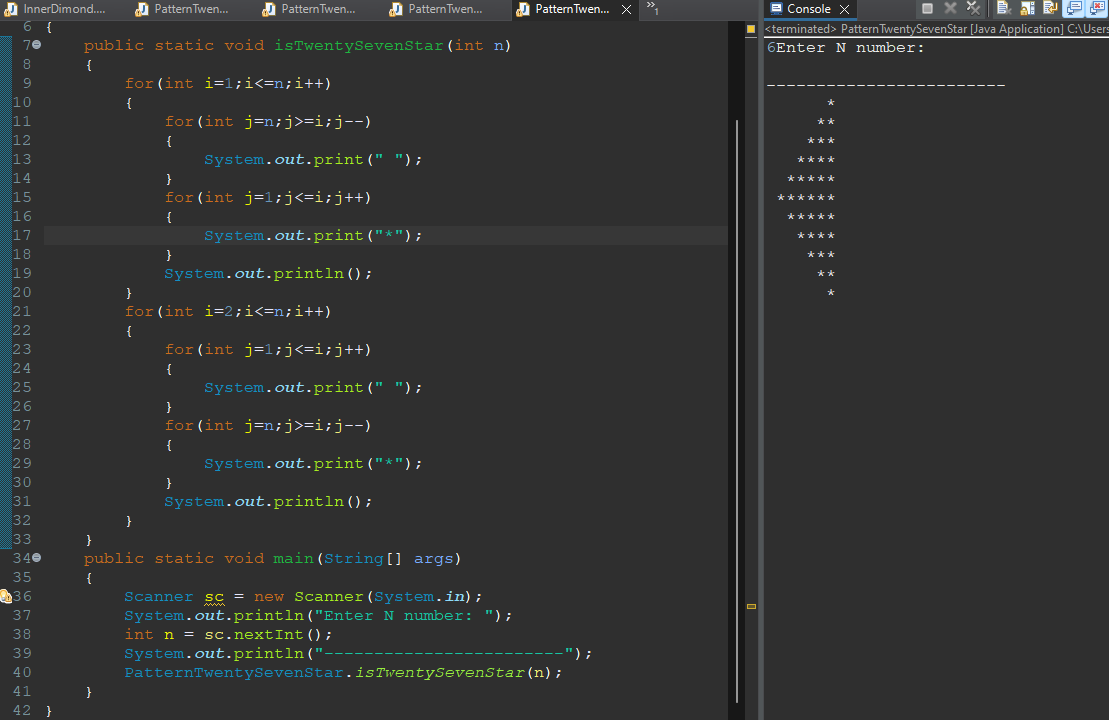 InnerDimond.... PatternTwen... PatternTwen... PatternTwen... PatternTwen... »1
6 {
7 public static void isTwentySevenStar(int n)
8 {
9 for(int i=1;i<=n;i++)
10 {
11 for(int j=n;j>=i;j--)
12 {
13 System.out.print(" ");
14 }
15 for(int j=1;j<=i;j++)
16 {
17 System.out.print("*");
18 }
19 System.out.println();
20 }
21 for(int i=2;i<=n;i++)
22 {
23 for(int j=1;j<=i;j++)
24 {
25 System.out.print(" ");
26 }
27 for(int j=n;j>=i;j--)
28 {
29 System.out.print("*");
30 }
31 System.out.println();
32 }
33 }
34 public static void main(String[] args)
35 {
36 Scanner sc = new Scanner(System.in);
37 System.out.println("Enter N number: ");
38 int n = sc.nextInt();
39 System.out.println("------------------------");
40 PatternTwentySevenStar.isTwentySevenStar(n);
41 }
42 }
Console
<terminated> PatternTwentySevenStar [Java Application] C:\Users
6Enter N number:
------------------------
*
**
***
****
*****
******
*****
****
***
**
*